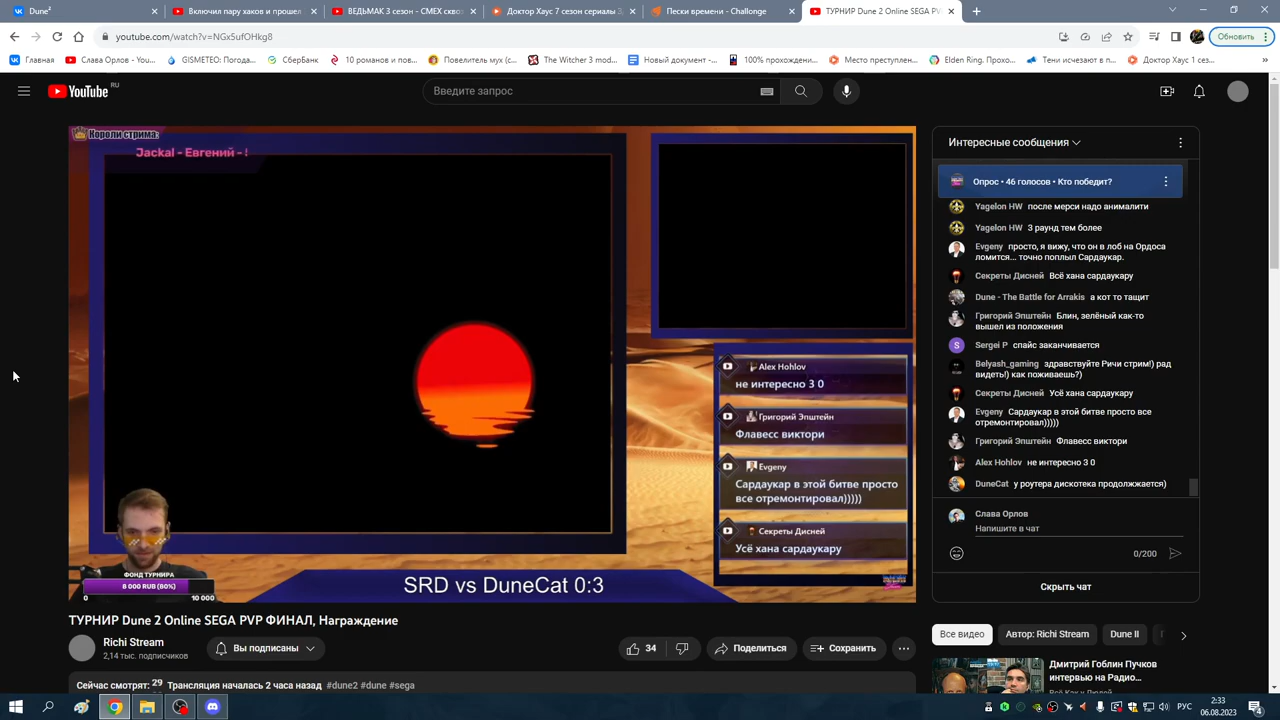 Dune²
Включил пару хаков и прошел
ВЕДЬМАК 3 сезон - СМЕХ сквоз
Доктор Хаус 7 сезон сериалы
Пески времени - Challonge
ТУРНИР Dune 2 Online SEGA PV
youtube.com/watch?v=NGx5ufOHkg8
Обновить
Главная
Слава Орлов - You...
GISMETEO: Погода...
СберБанк
10 романов и пов...
Повелитель мух (с...
The Witcher 3 mod...
Новый документ -...
100% прохождени...
Место преступлен...
Elden Ring. Прохо...
Тени исчезают в п...
Доктор Хаус 1 сез...
YouTube RU
Введите запрос
Короли стрима:
Jackal - Евгений -
Alex Hohlov
не интересно 3 0
Григорий Эпштейн
Флавесс виктори
Evgeny
Сардаукар в этой битве просто
все отремонтировал)))))
Секреты Дисней
Усё хана сардаукару
ФОНД ТУРНИРА
8 000 RUB (80%)
0 10 000
SRD vs DuneCat 0:3
ТУРНИР Dune 2 Online SEGA PVP ФИНАЛ, Награждение
Richi Stream
2,14 тыс. подписчиков
Вы подписаны
34
Поделиться
Сохранить
Сейчас смотрят: 29 Трансляция началась 2 часа назад #dune2 #dune #sega
Интересные сообщения
Опрос • 46 голосов • Кто победит?
Yagelon HW после мерси надо анималити
Yagelon HW 3 раунд тем более
Evgeny просто, я вижу, что он в лоб на Ордоса
ломится... точно поплыл Сардаукар.
Секреты Дисней Всё хана сардаукару
Dune - The Battle for Arrakis а кот то тащит
Григорий Эпштейн Блин, зелёный как-то
вышел из положения
Sergei P спайс заканчивается
Belyash_gaming здравствуйте Ричи стрим!) рад
видеть!) как поживаешь?)
Секреты Дисней Усё хана сардаукару
Evgeny Сардаукар в этой битве просто все
отремонтировал)))))
Григорий Эпштейн Флавесс виктори
Alex Hohlov не интересно 3 0
DuneCat у роутера дискотека продолжжается)
Слава Орлов
Напишите в чат
0/200
Скрыть чат
Все видео
Автор: Richi Stream
Dune II
Дмитрий Гоблин Пучков
интервью на Радио...
Всё Как у Людей
РУС
2:33
06.08.2023
4